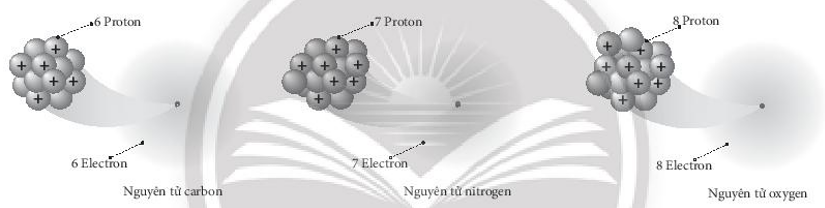 6 Proton
7 Proton
8 Proton
6 Electron
7 Electron
8 Electron
Nguyên tử carbon
Nguyên tử nitrogen
Nguyên tử oxygen